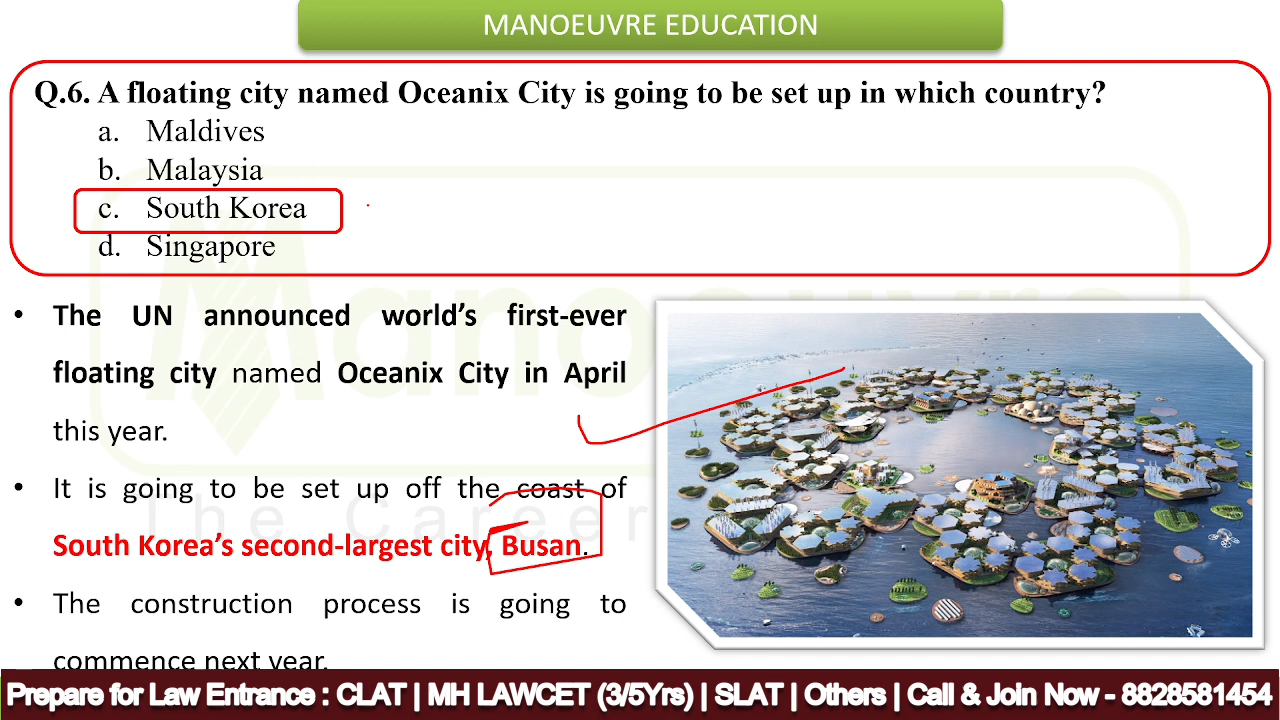 MANOEUVRE EDUCATION
Q.6. A floating city named Oceanix City is going to be set up in which country?
a. Maldives
b. Malaysia
c. South Korea
d. Singapore
• The UN announced world's first-ever
floating city named Oceanix City in April
this year.
• It is going to be set up off the coast of
South Korea's second-largest city, Busan.
• The construction process is going to
commence next year.
Manoeuvre
The Career
Prepare for Law Entrance : CLAT | MH LAWCET (3/5Yrs) | SLAT | Others | Call & Join Now - 8828581454